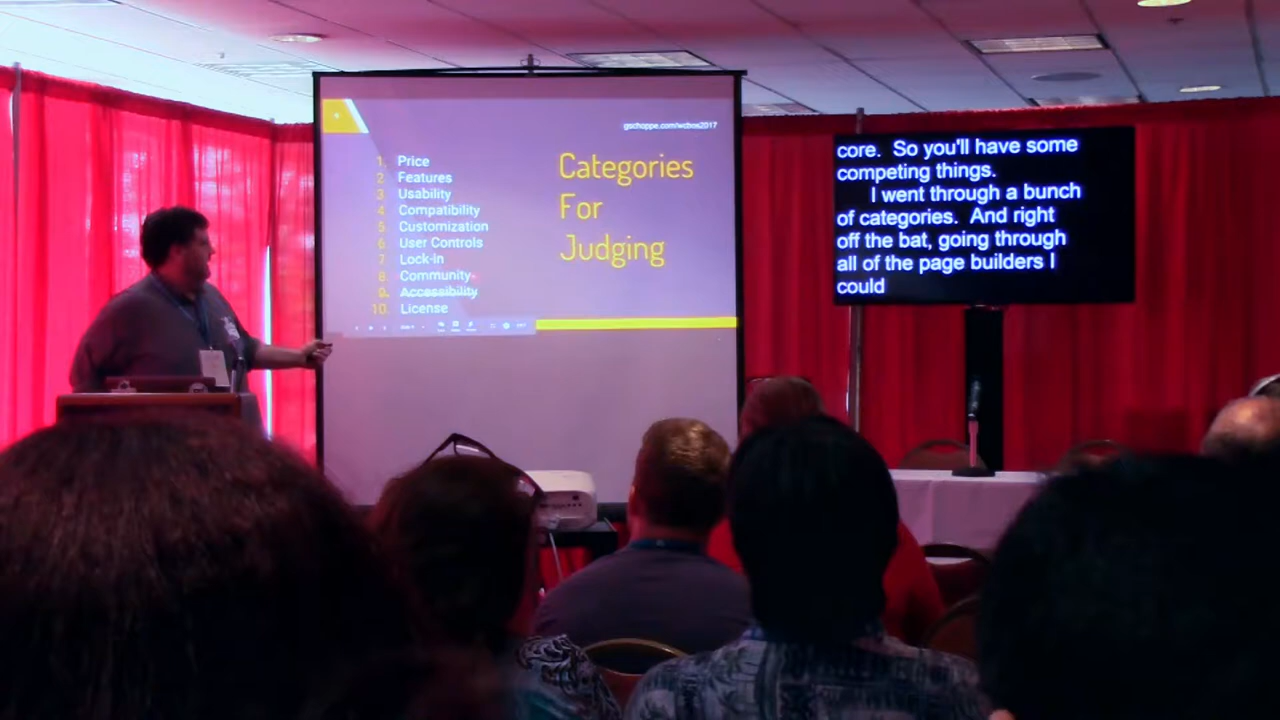 gschoppe.com/wcbos2017
Categories
For
Judging
1. Price
2. Features
3. Usability
4. Compatibility
5. Customization
6. User Controls
7. Lock-In
8. Community
9. Accessibility
10. License
core. So you'll have some
competing things.
I went through a bunch
of categories. And right
off the bat, going through
all of the page builders I
could